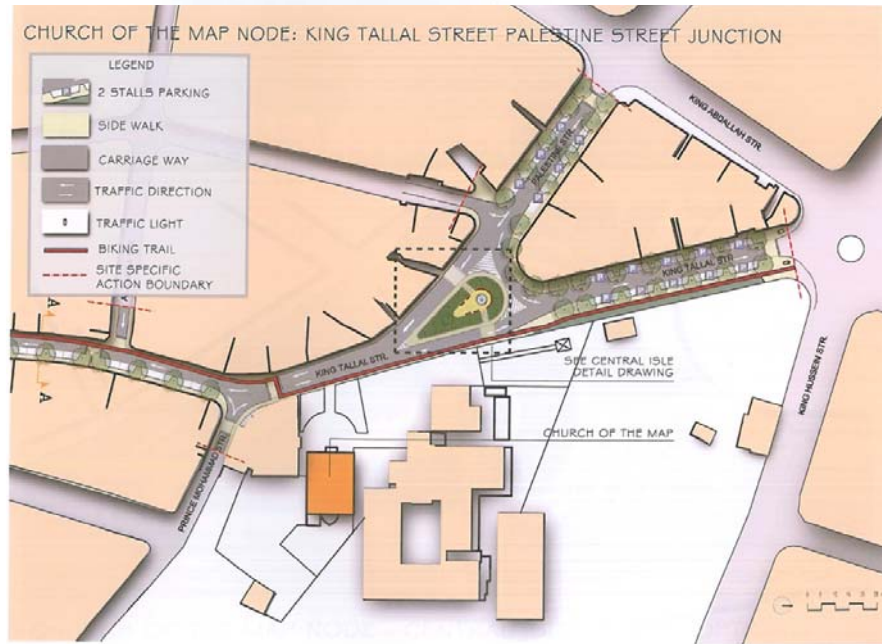 CHURCH OF THE MAP NODE: KING TALLAL STREET PALESTINE STREET JUNCTION
LEGEND
2 STALLS PARKING
SIDE WALK
CARRIAGE WAY
TRAFFIC DIRECTION
TRAFFIC LIGHT
BIKING TRAIL
SITE SPECIFIC
ACTION BOUNDARY
KING ABDALLAH STR.
PALESTINE STR.
KING TALLAL STR.
A
A
KING TALLAL STR.
SEE CENTRAL ISLE
DETAIL DRAWING
KING HUSSEIN STR.
CHURCH OF THE MAP
PRINCE MOHAMMAD STR.